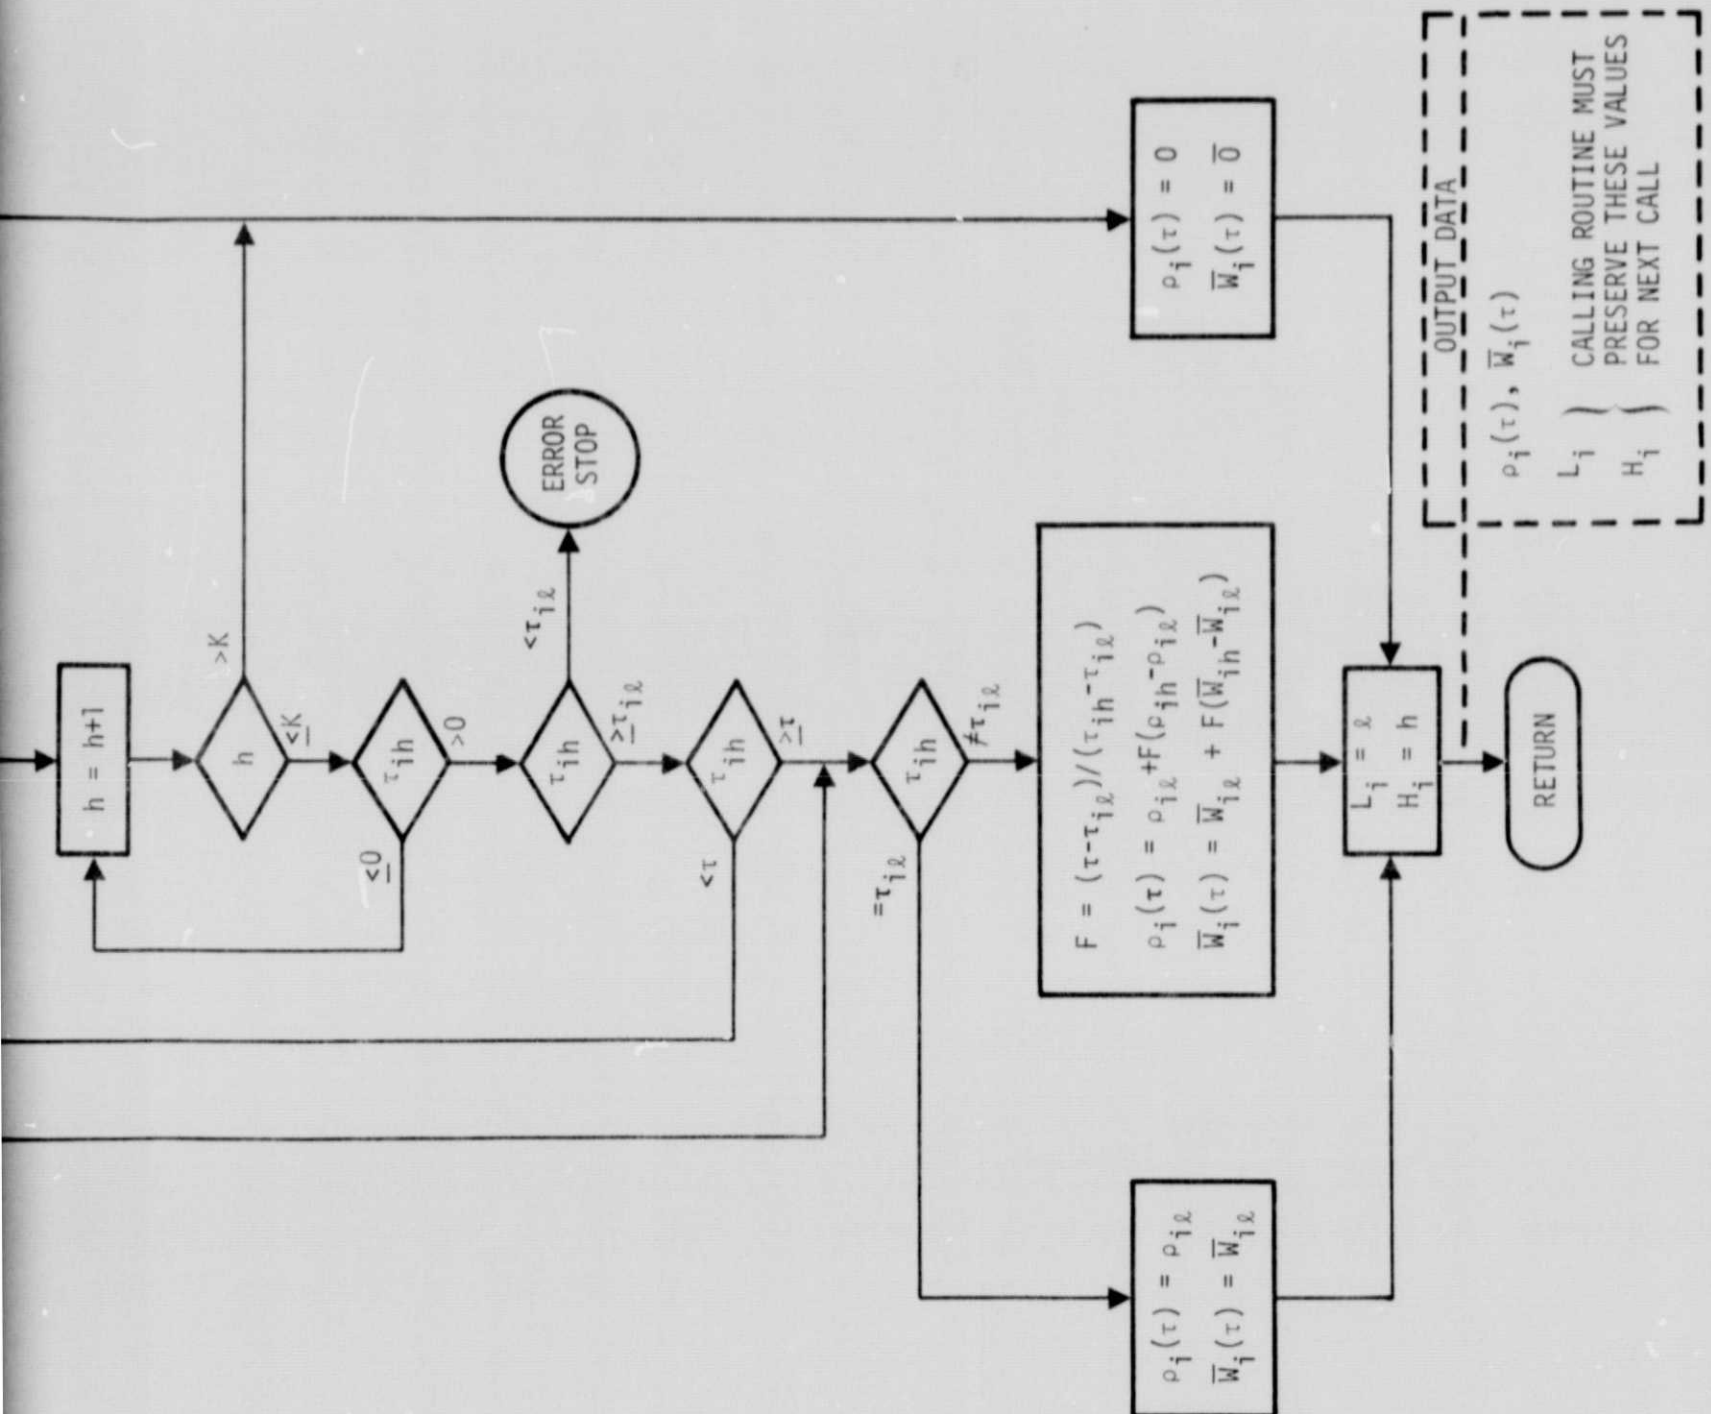 h = h+1
h
>K
≤K
τih
≤0
>0
τih
<τiℓ
≥τiℓ
ERROR
STOP
τih
<τ
≥τ
τih
=τiℓ
≠τiℓ
F = (τ-τiℓ)/(τih-τiℓ)
ρi(τ) = ρiℓ+F(ρih-ρiℓ)
W̅i(τ) = W̅iℓ + F(W̅ih-W̅iℓ)
ρi(τ) = ρiℓ
W̅i(τ) = W̅iℓ
ρi(τ) = 0
W̅i(τ) = 0̅
Li = ℓ
Hi = h
RETURN
OUTPUT DATA
ρi(τ), W̅i(τ)
Li } CALLING ROUTINE MUST
PRESERVE THESE VALUES
Hi } FOR NEXT CALL